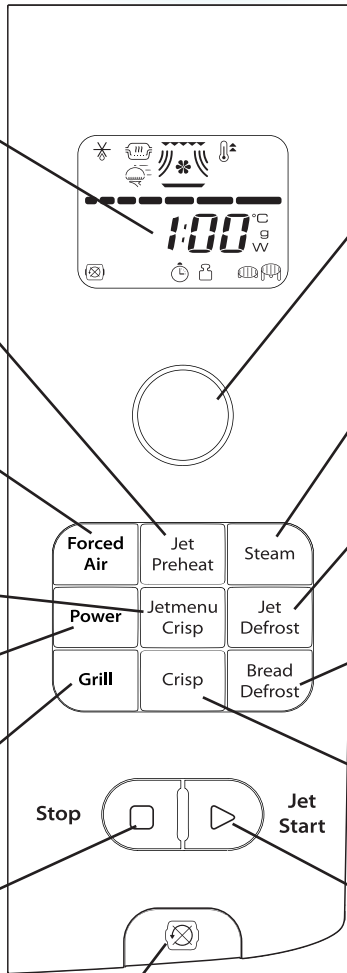 1:00
°C
g
W
Forced
Air
Jet
Preheat
Steam
Power
Jetmenu
Crisp
Jet
Defrost
Grill
Crisp
Bread
Defrost
Stop
Jet
Start